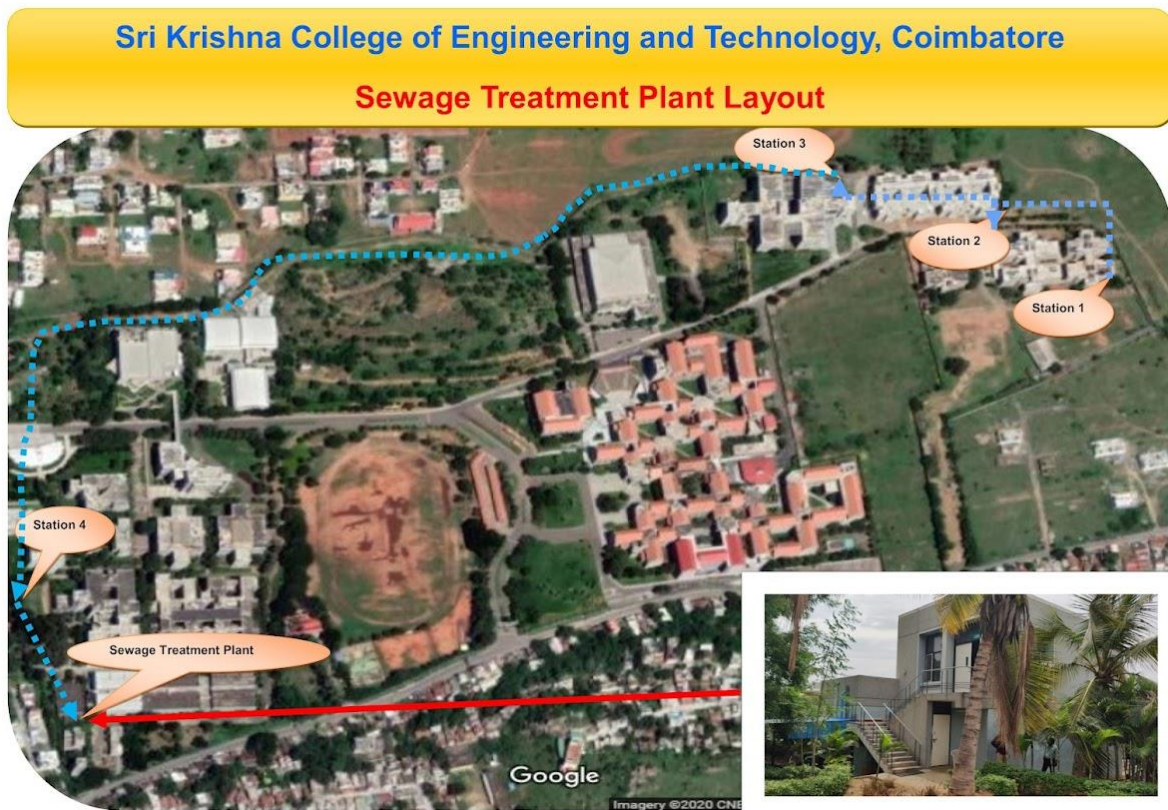 Sri Krishna College of Engineering and Technology, Coimbatore
Sewage Treatment Plant Layout
Station 3
Station 2
Station 1
Station 4
Sewage Treatment Plant
Google
Imagery ©2020 CNE